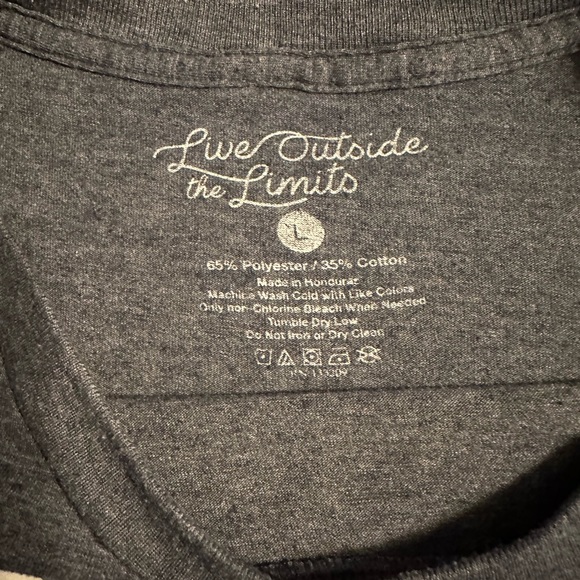 Live Outside
the Limits
L
65% Polyester / 35% Cotton
Made in Honduras
Machine Wash Cold with Like Colors
Only non-Chlorine Bleach When Needed
Tumble Dry Low
Do Not Iron or Dry Clean